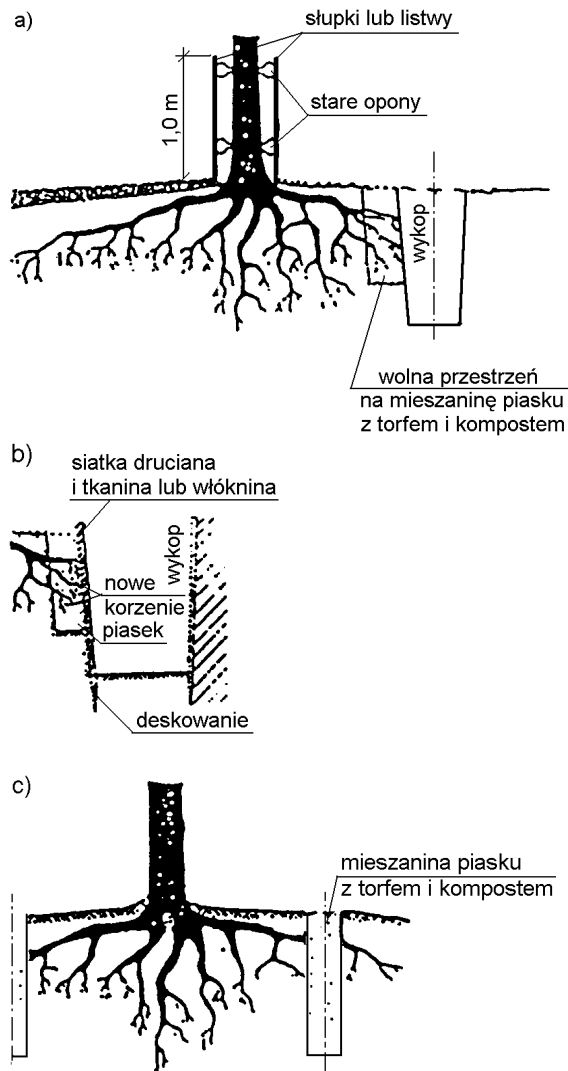 a)
słupki lub listwy
stare opony
1,0 m
wykop
wolna przestrzeń
na mieszaninę piasku
z torfem i kompostem
b)
siatka druciana
i tkanina lub włóknina
wykop
nowe
korzenie
piasek
deskowanie
c)
mieszanina piasku
z torfem i kompostem